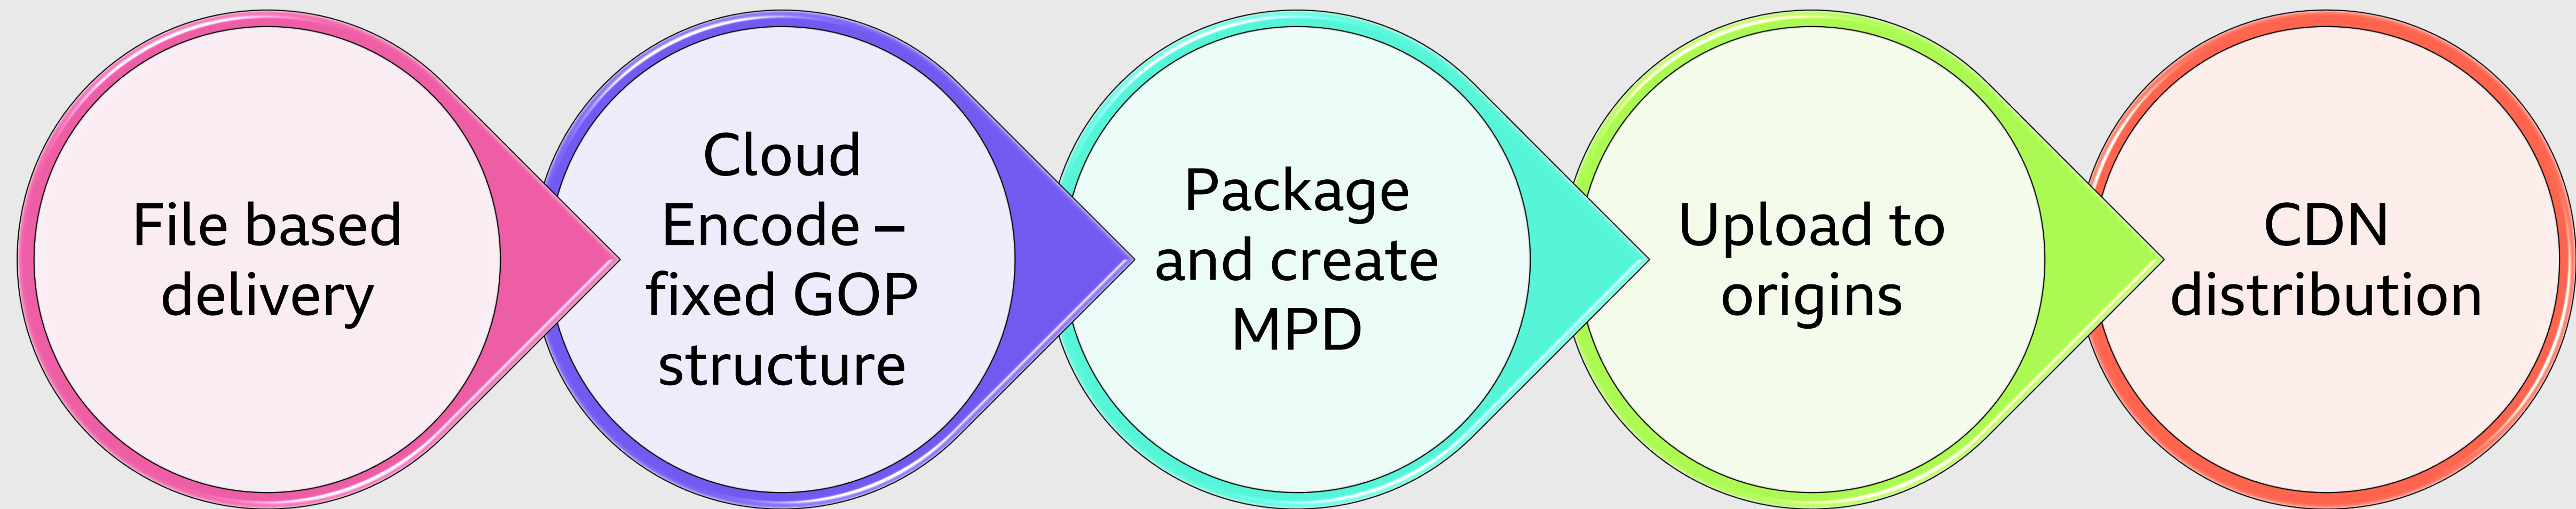 File based
delivery
Cloud
Encode –
fixed GOP
structure
Package
and create
MPD
Upload to
origins
CDN
distribution